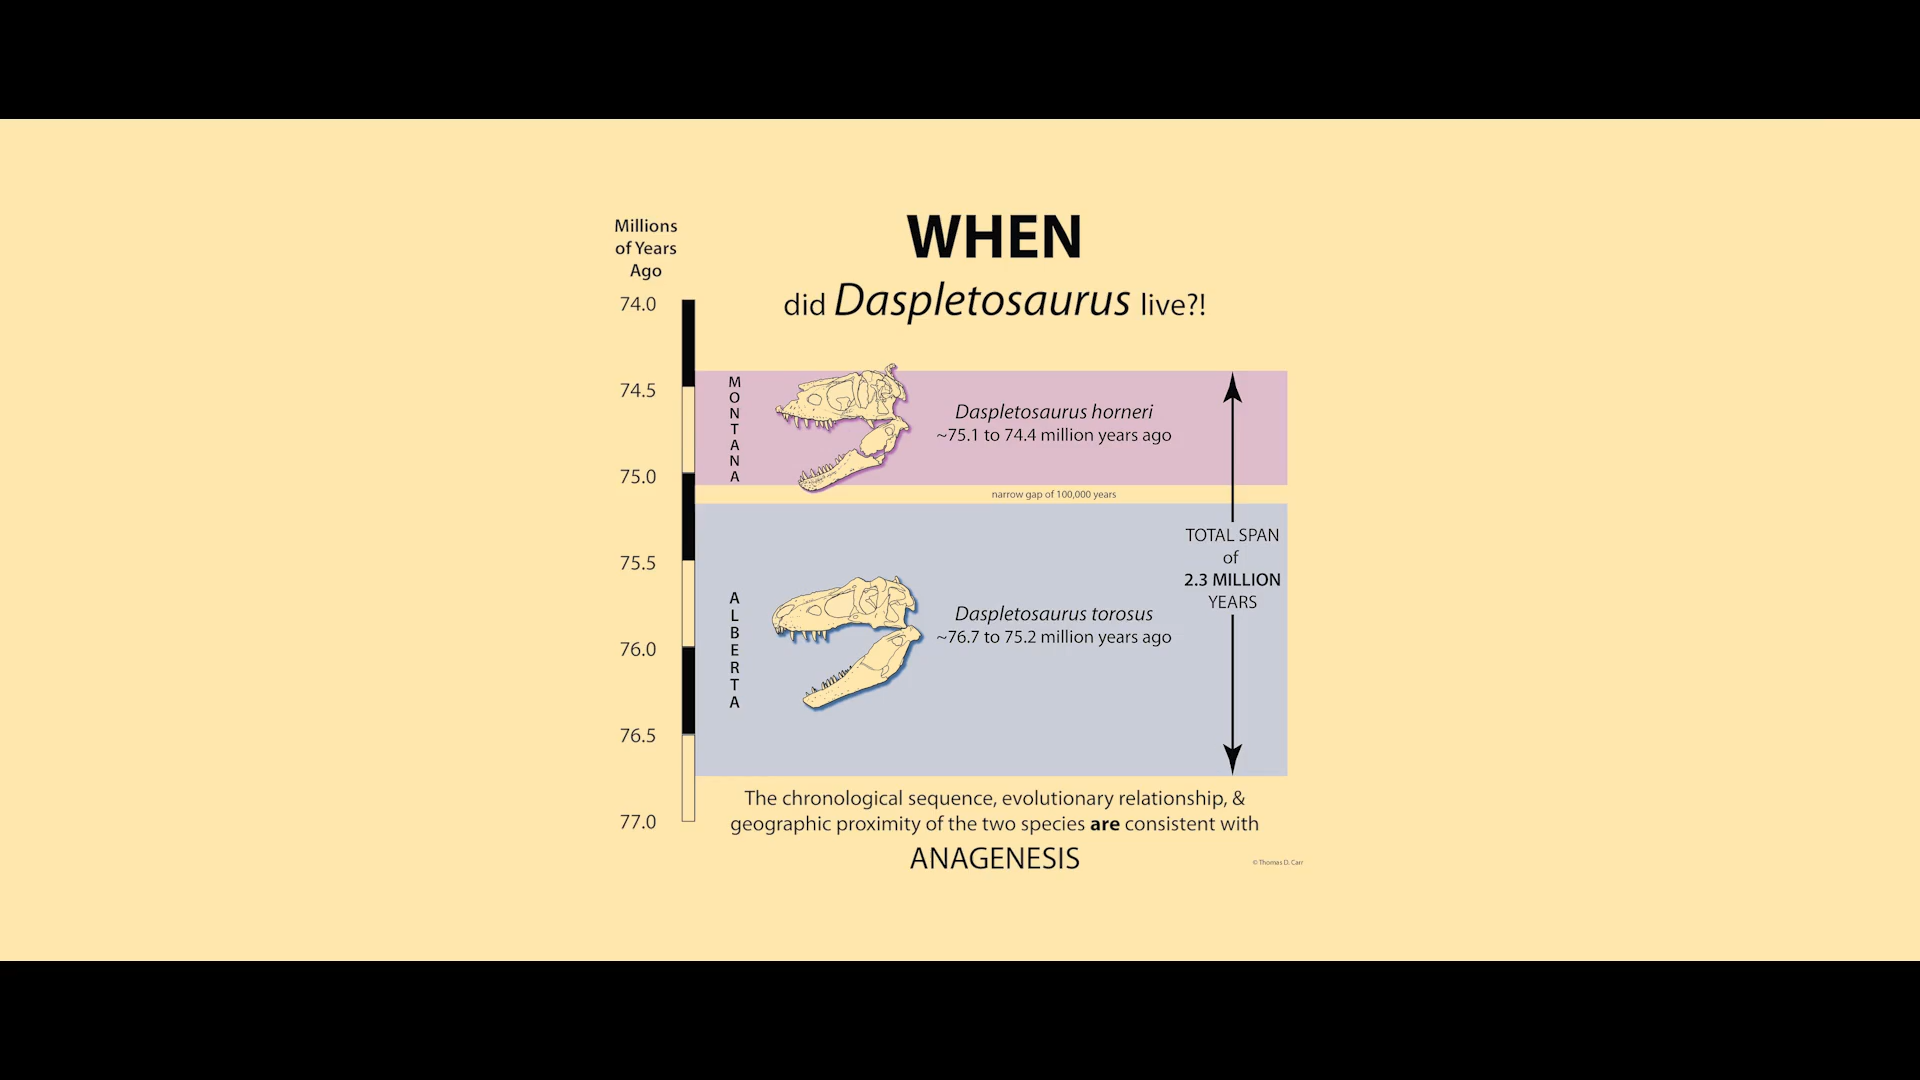 WHEN
did Daspletosaurus live?!
Millions
of Years
Ago
74.0
74.5
75.0
75.5
76.0
76.5
77.0
MONTANA
Daspletosaurus horneri
~75.1 to 74.4 million years ago
narrow gap of 100,000 years
ALBERTA
Daspletosaurus torosus
~76.7 to 75.2 million years ago
TOTAL SPAN
of
2.3 MILLION
YEARS
The chronological sequence, evolutionary relationship, &
geographic proximity of the two species are consistent with
ANAGENESIS
© Thomas D. Carr